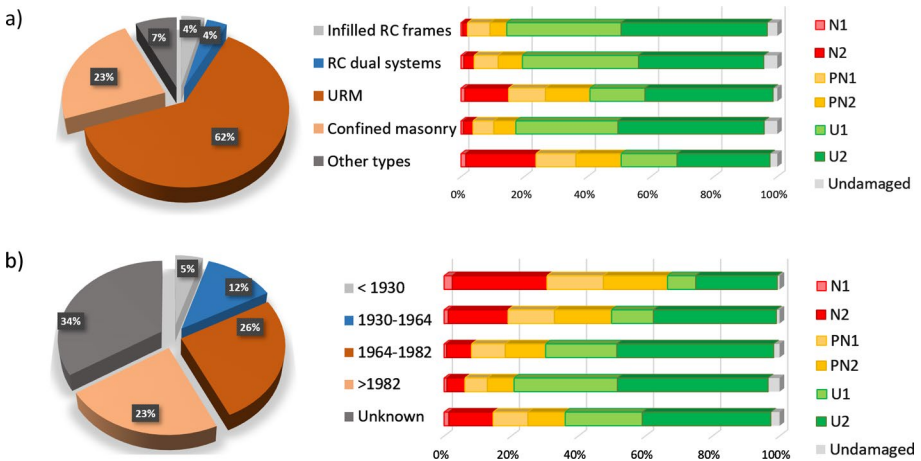 a)
4%
4%
7%
23%
62%
Infilled RC frames
RC dual systems
URM
Confined masonry
Other types
0%
20%
40%
60%
80%
100%
N1
N2
PN1
PN2
U1
U2
Undamaged
b)
5%
12%
34%
26%
23%
< 1930
1930-1964
1964-1982
>1982
Unknown
0%
20%
40%
60%
80%
100%
N1
N2
PN1
PN2
U1
U2
Undamaged